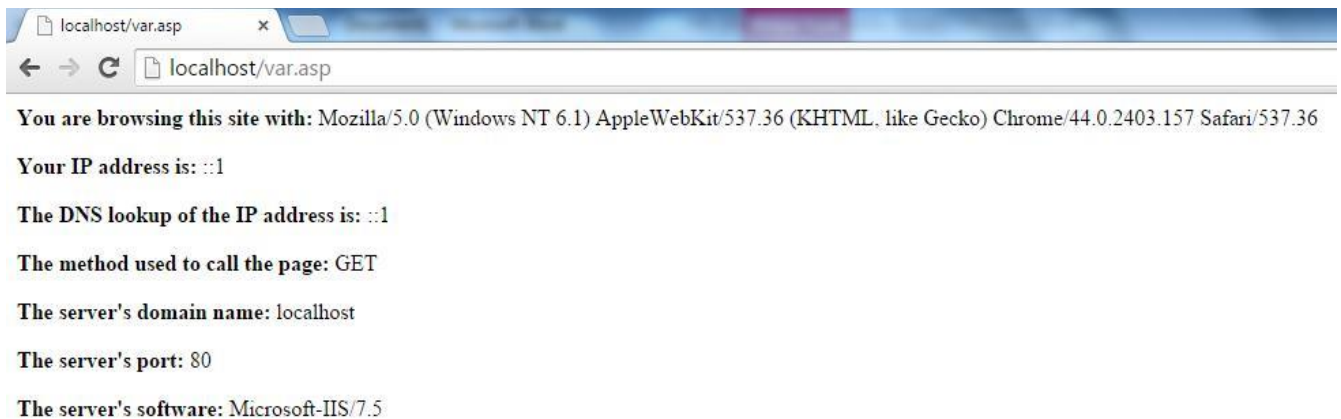 localhost/var.asp
localhost/var.asp
You are browsing this site with: Mozilla/5.0 (Windows NT 6.1) AppleWebKit/537.36 (KHTML, like Gecko) Chrome/44.0.2403.157 Safari/537.36
Your IP address is: ::1
The DNS lookup of the IP address is: ::1
The method used to call the page: GET
The server's domain name: localhost
The server's port: 80
The server's software: Microsoft-IIS/7.5